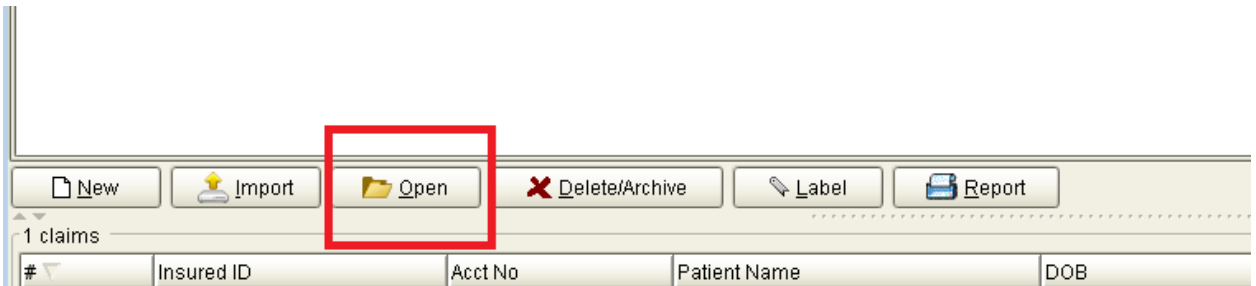 New Import Open Delete/Archive Label Report
1 claims
# Insured ID Acct No Patient Name DOB